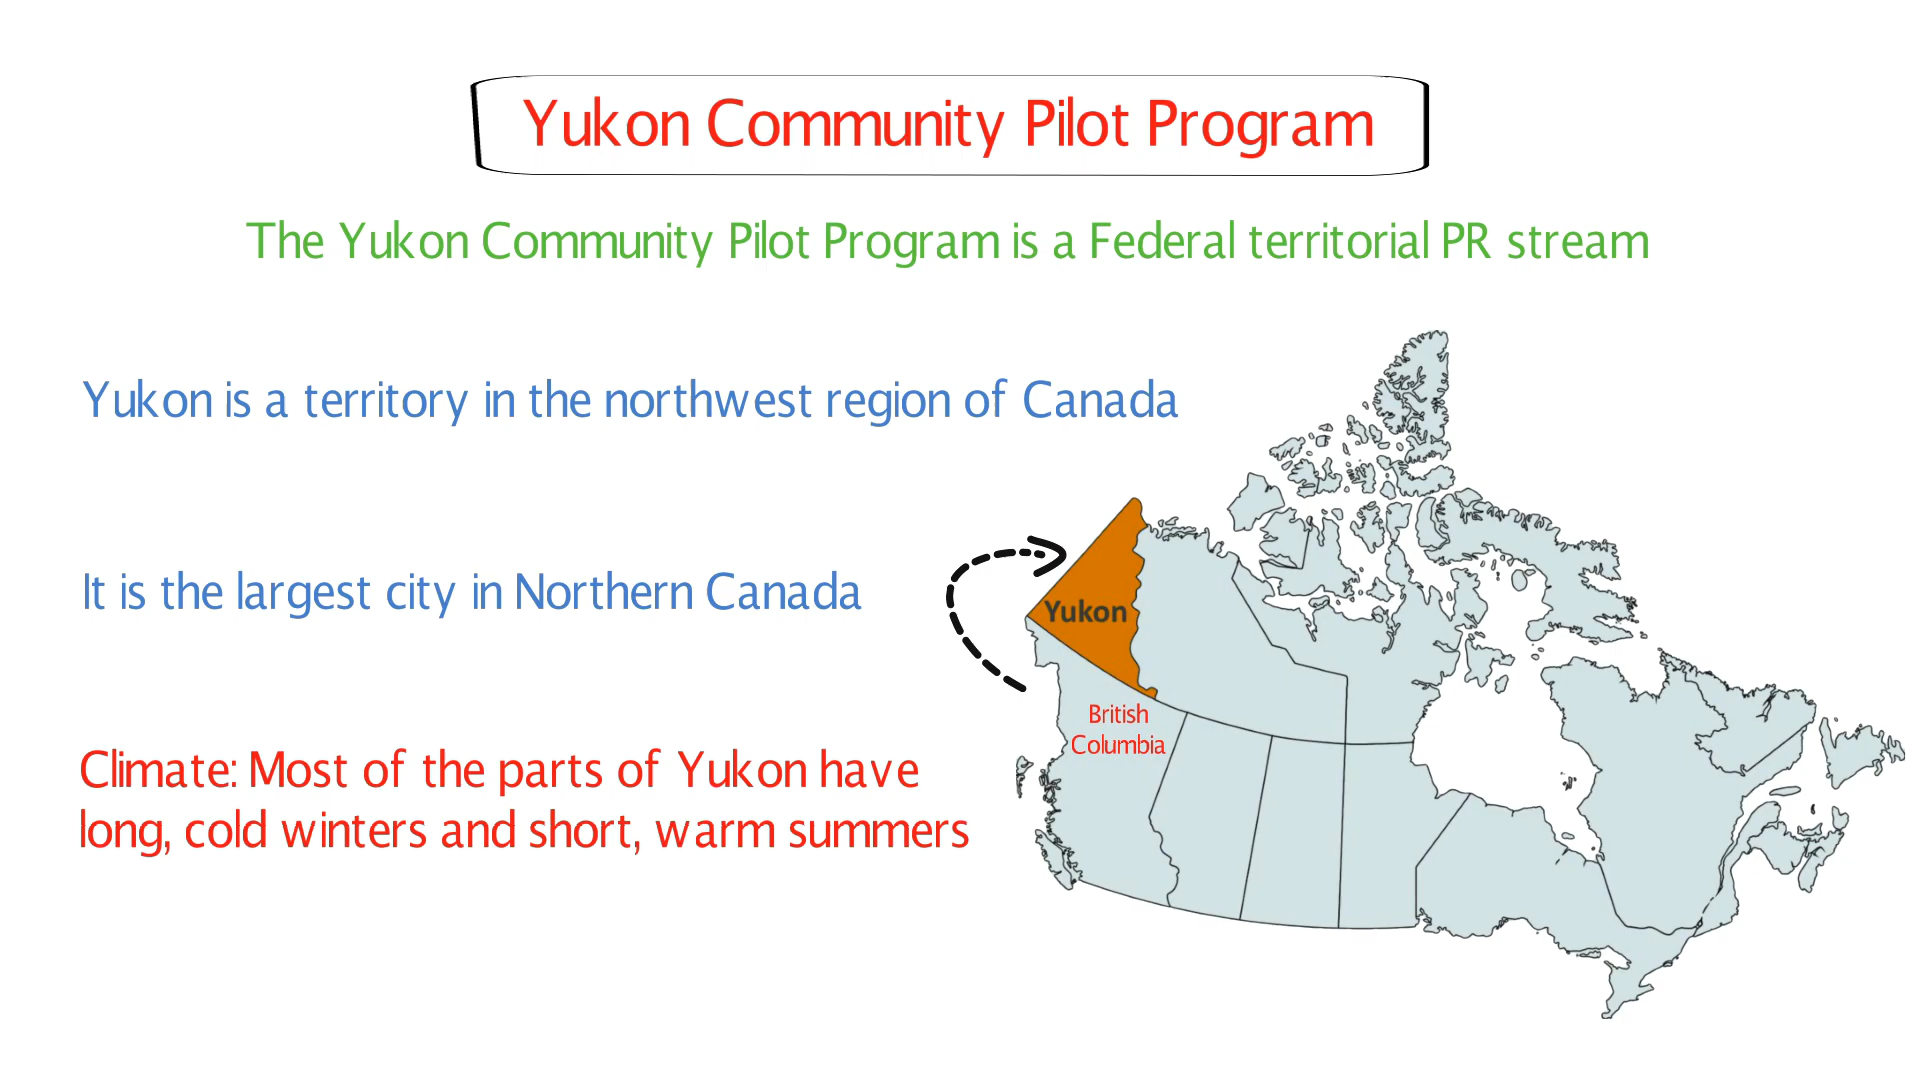 Yukon Community Pilot Program
The Yukon Community Pilot Program is a Federal territorial PR stream
Yukon is a territory in the northwest region of Canada
It is the largest city in Northern Canada
Yukon
British
Columbia
Climate: Most of the parts of Yukon have
long, cold winters and short, warm summers